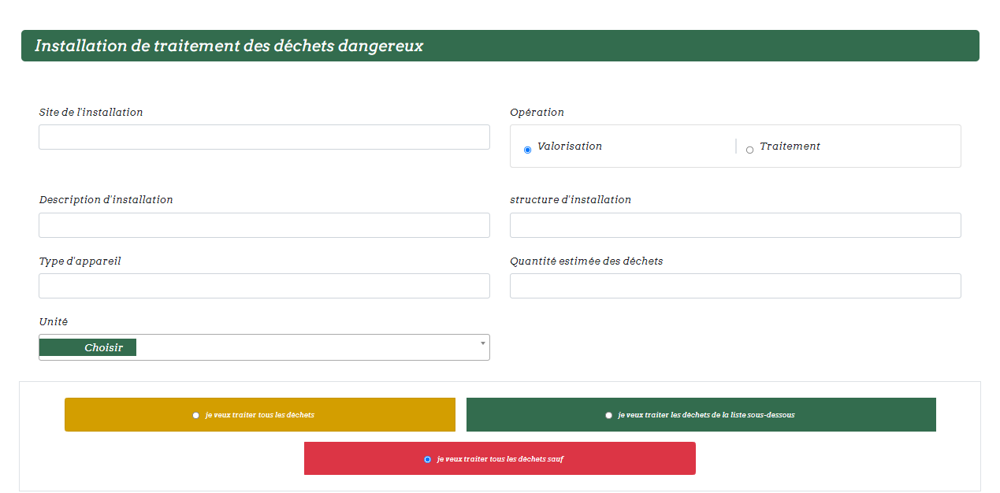 Installation de traitement des déchets dangereux
Site de l'installation
Opération
Valorisation
Traitement
Description d'installation
structure d'installation
Type d'appareil
Quantité estimée des déchets
Unité
Choisir
je veux traiter tous les déchets
je veux traiter les déchets de la liste sous-dessous
je veux traiter tous les déchets sauf